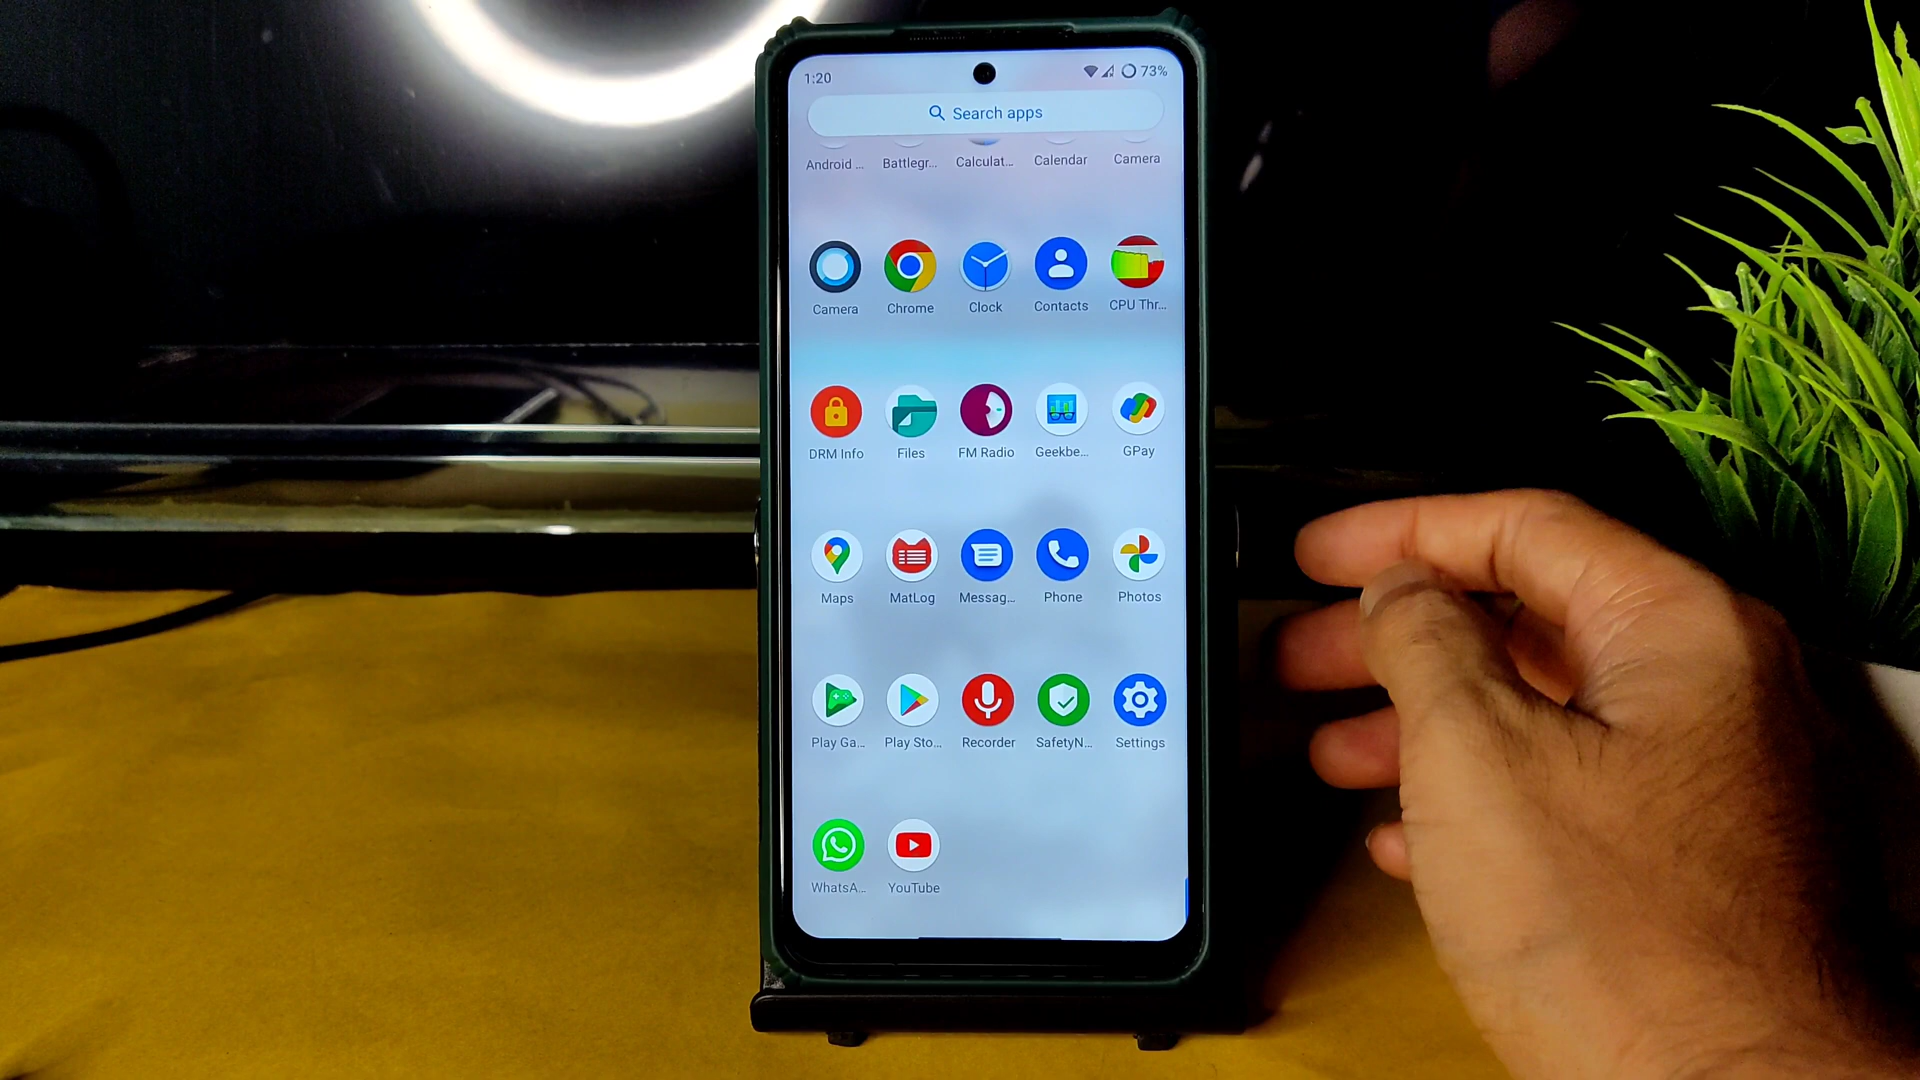 1:20 73%
Search apps
Android ... Battlegr... Calculat... Calendar Camera
Camera Chrome Clock Contacts CPU Thr...
DRM Info Files FM Radio Geekbe... GPay
Maps MatLog Messag... Phone Photos
Play Ga... Play Sto... Recorder SafetyN... Settings
WhatsA... YouTube